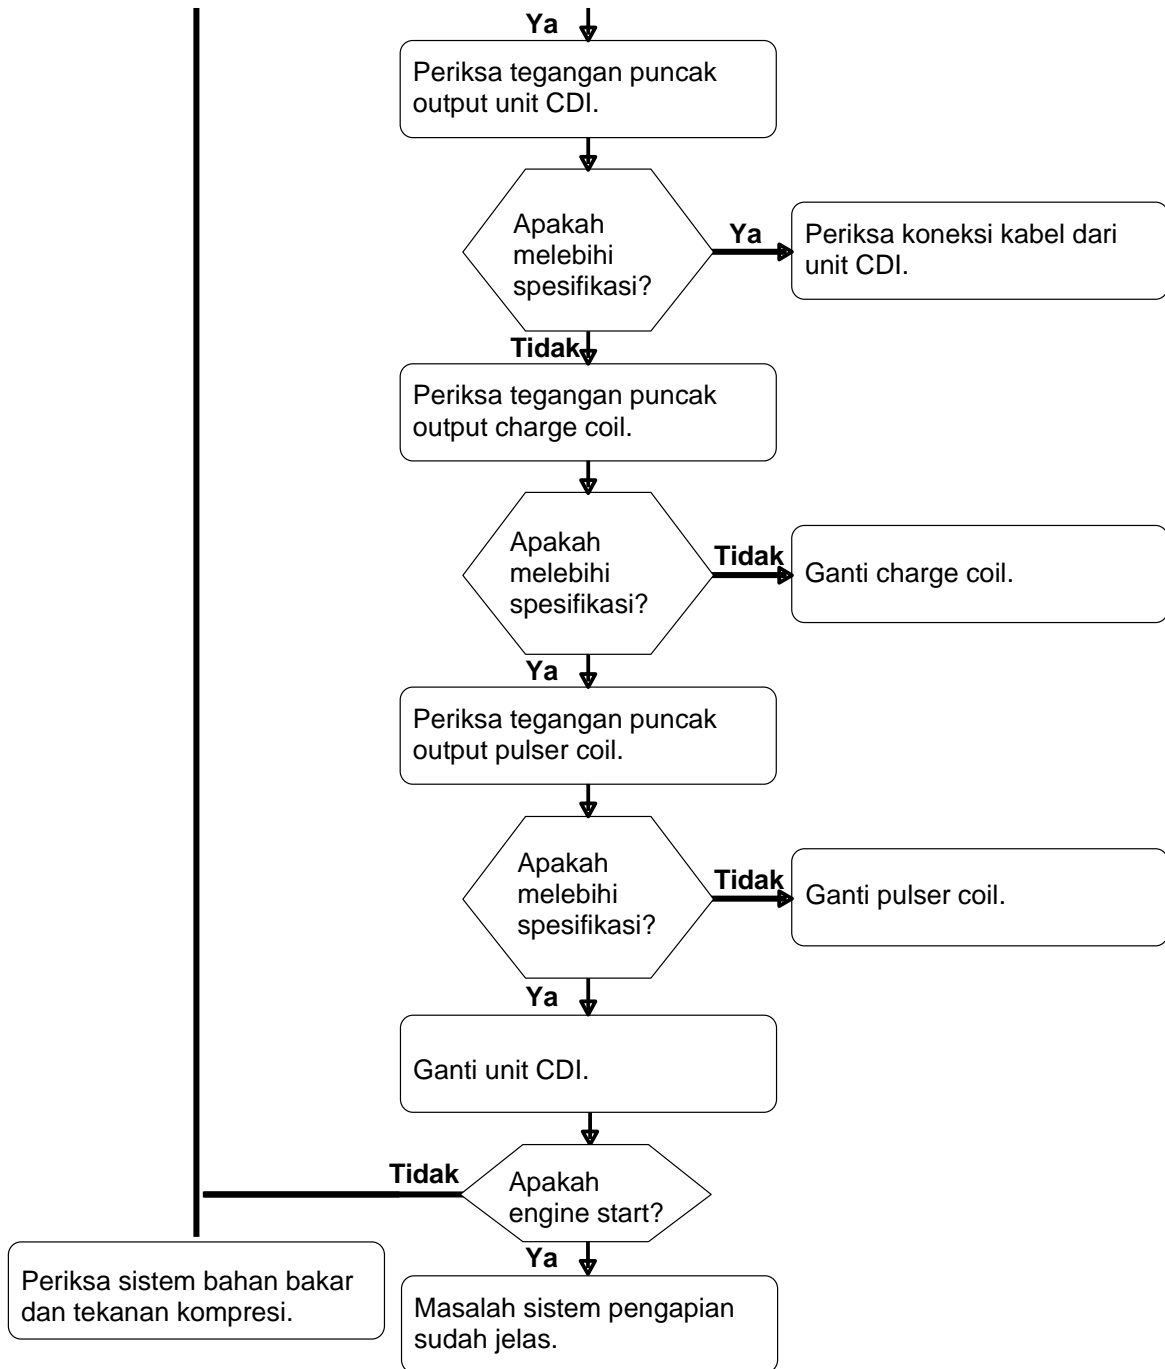 Ya
Periksa tegangan puncak
output unit CDI.
Apakah
melebihi
spesifikasi?
Ya
Periksa koneksi kabel dari
unit CDI.
Tidak
Periksa tegangan puncak
output charge coil.
Apakah
melebihi
spesifikasi?
Tidak
Ganti charge coil.
Ya
Periksa tegangan puncak
output pulser coil.
Apakah
melebihi
spesifikasi?
Tidak
Ganti pulser coil.
Ya
Ganti unit CDI.
Tidak
Apakah
engine start?
Ya
Periksa sistem bahan bakar
dan tekanan kompresi.
Masalah sistem pengapian
sudah jelas.